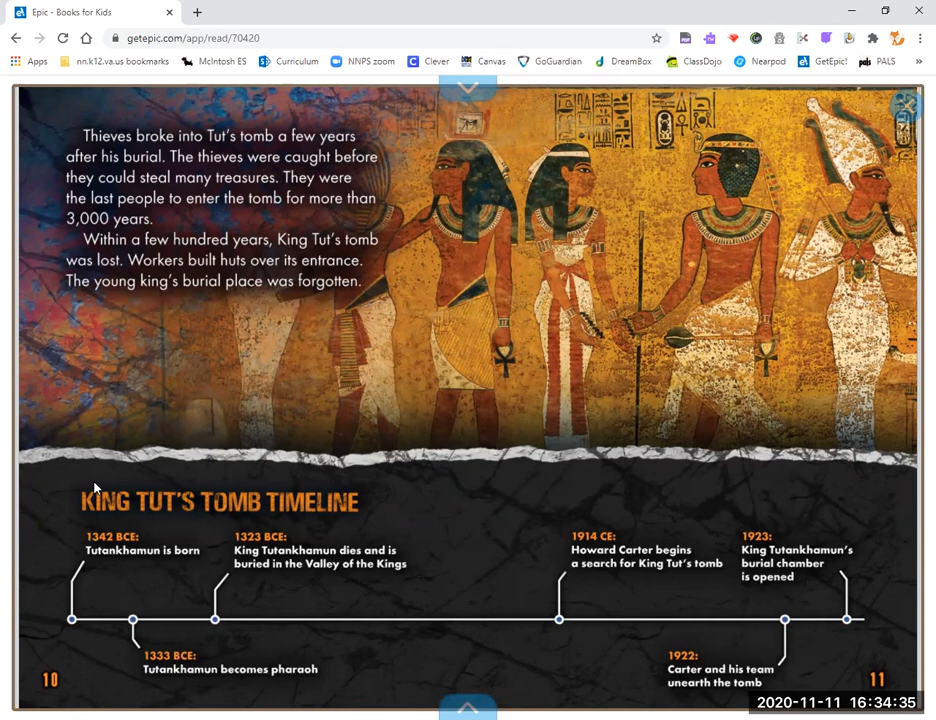 Epic - Books for Kids
getepic.com/app/read/70420
Apps
nn.k12.va.us bookmarks
McIntosh ES
Curriculum
NNPS zoom
Clever
Canvas
GoGuardian
DreamBox
ClassDojo
Nearpod
GetEpic!
PALS
Thieves broke into Tut's tomb a few years
after his burial. The thieves were caught before
they could steal many treasures. They were
the last people to enter the tomb for more than
3,000 years.
Within a few hundred years, King Tut's tomb
was lost. Workers built huts over its entrance.
The young king's burial place was forgotten.
KING TUT'S TOMB TIMELINE
1342 BCE:
Tutankhamun is born
1323 BCE:
King Tutankhamun dies and is
buried in the Valley of the Kings
1914 CE:
Howard Carter begins
a search for King Tut's tomb
1923:
King Tutankhamun's
burial chamber
is opened
1333 BCE:
Tutankhamun becomes pharaoh
1922:
Carter and his team
unearth the tomb
10
11
2020-11-11 16:34:35